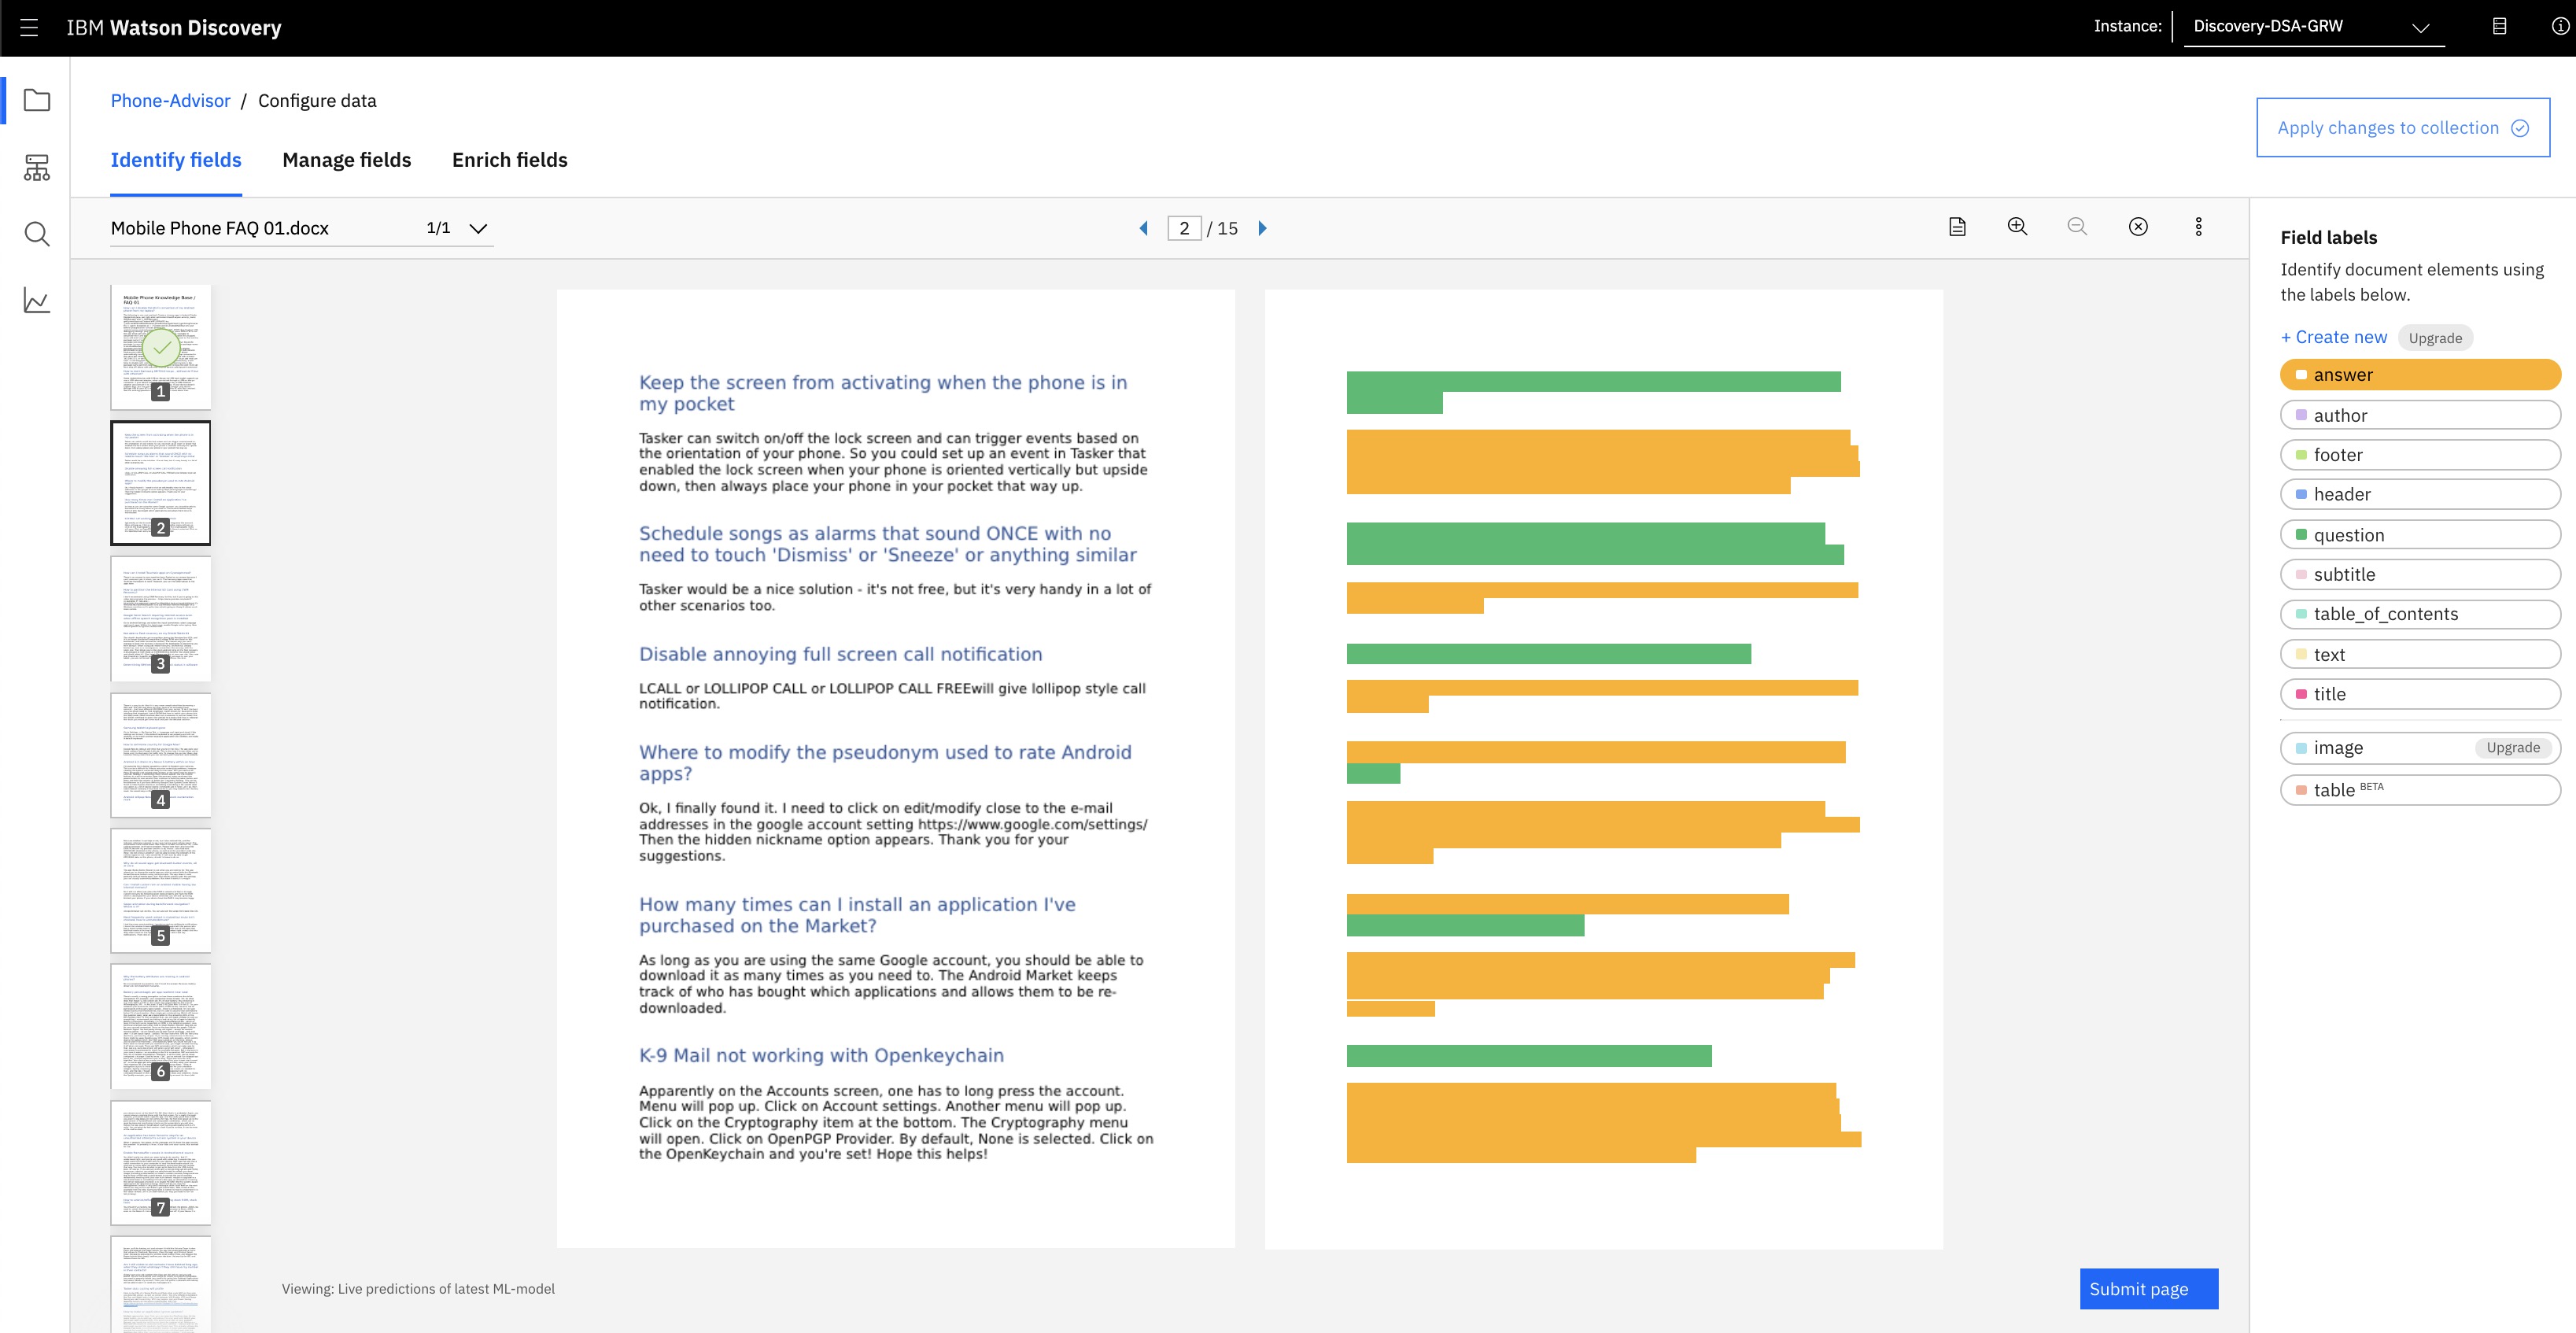 IBM Watson Discovery
Instance:
Discovery-DSA-GRW
Phone-Advisor / Configure data
Apply changes to collection
Identify fields
Manage fields
Enrich fields
Mobile Phone FAQ 01.docx
1/1
2 / 15
Mobile Phone Knowledge Base /
FAQ 01
1
2
3
4
5
6
7
Keep the screen from activating when the phone is in
my pocket
Tasker can switch on/off the lock screen and can trigger events based on
the orientation of your phone. So you could set up an event in Tasker that
enabled the lock screen when your phone is oriented vertically but upside
down, then always place your phone in your pocket that way up.
Schedule songs as alarms that sound ONCE with no
need to touch 'Dismiss' or 'Sneeze' or anything similar
Tasker would be a nice solution - it's not free, but it's very handy in a lot of
other scenarios too.
Disable annoying full screen call notification
LCALL or LOLLIPOP CALL or LOLLIPOP CALL FREEwill give lollipop style call
notification.
Where to modify the pseudonym used to rate Android
apps?
Ok, I finally found it. I need to click on edit/modify close to the e-mail
addresses in the google account setting https://www.google.com/settings/
Then the hidden nickname option appears. Thank you for your
suggestions.
How many times can I install an application I've
purchased on the Market?
As long as you are using the same Google account, you should be able to
download it as many times as you need to. The Android Market keeps
track of who has bought which applications and allows them to be re-
downloaded.
K-9 Mail not working with Openkeychain
Apparently on the Accounts screen, one has to long press the account.
Menu will pop up. Click on Account settings. Another menu will pop up.
Click on the Cryptography item at the bottom. The Cryptography menu
will open. Click on OpenPGP Provider. By default, None is selected. Click on
the OpenKeychain and you're set! Hope this helps!
Field labels
Identify document elements using
the labels below.
+ Create new
Upgrade
answer
author
footer
header
question
subtitle
table_of_contents
text
title
image
Upgrade
table BETA
Viewing: Live predictions of latest ML-model
Submit page